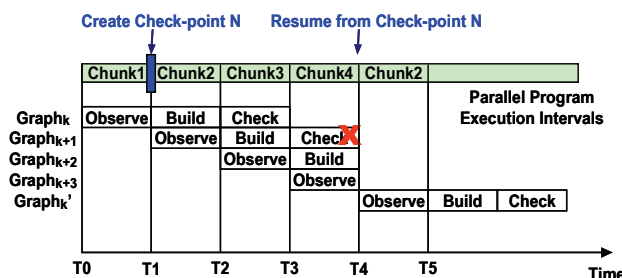 Create Check-point N Resume from Check-point N
Chunk1 Chunk2 Chunk3 Chunk4 Chunk2
Parallel Program
Execution Intervals
Graphk Observe Build Check
Graphk+1 Observe Build Check
Graphk+2 Observe Build
Graphk+3 Observe
Graphk' Observe Build Check
T0 T1 T2 T3 T4 T5 Time